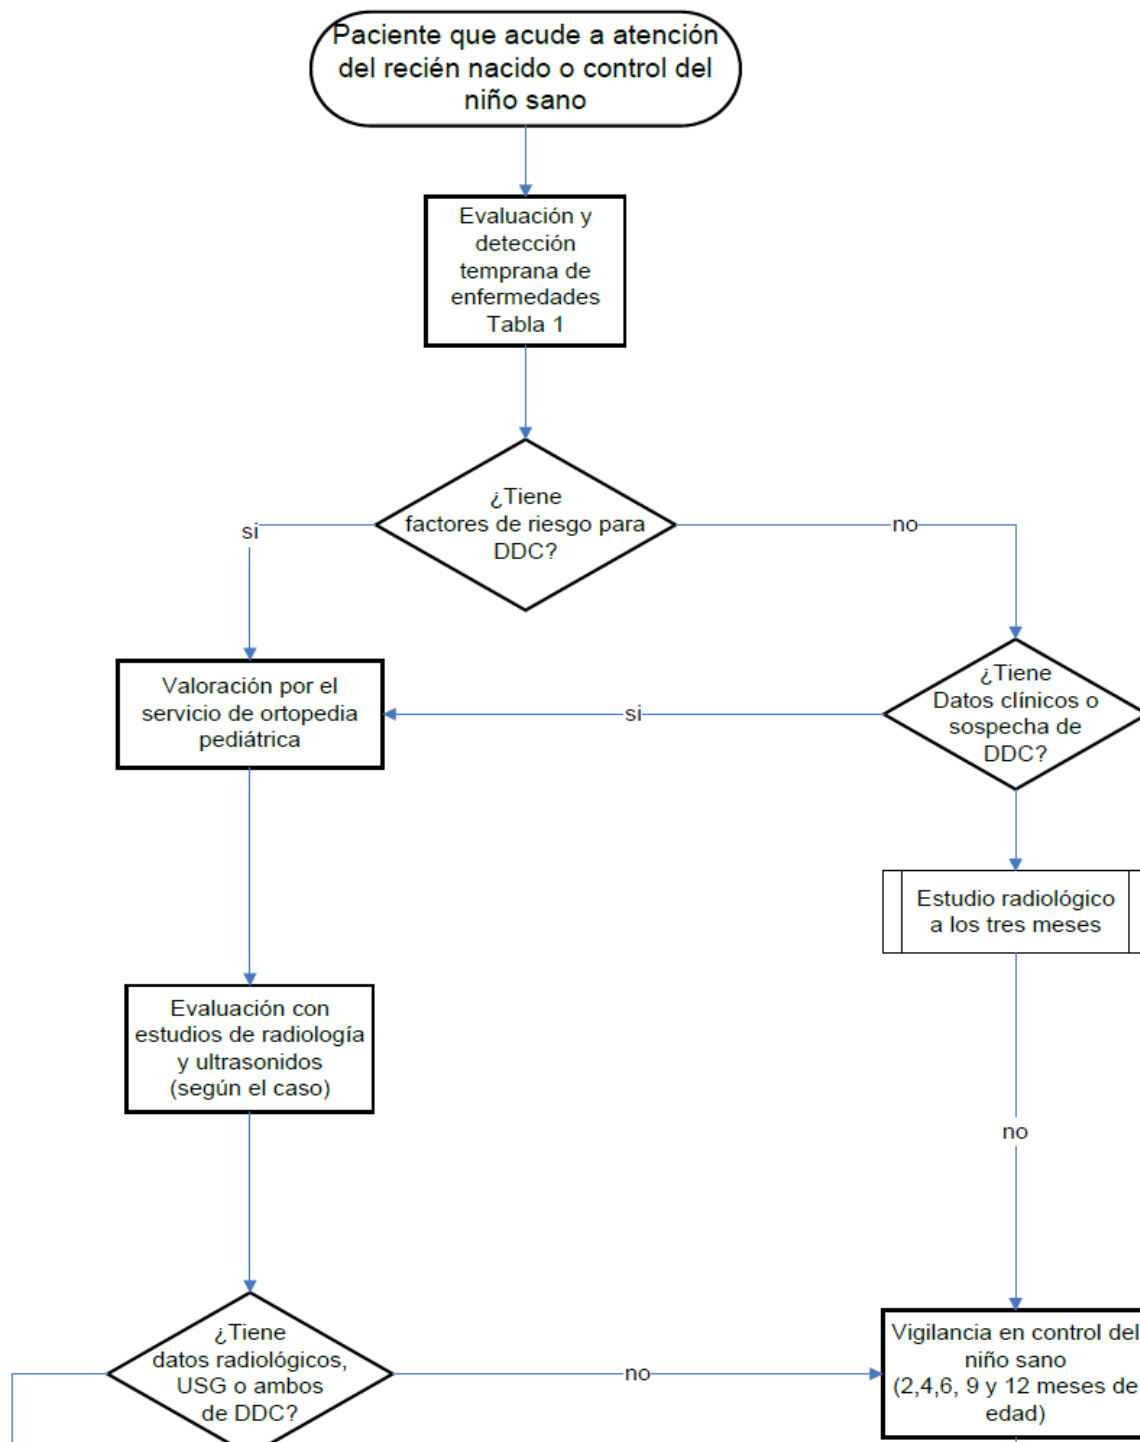 Paciente que acude a atención
del recién nacido o control del
niño sano
Evaluación y
detección
temprana de
enfermedades
Tabla 1
¿Tiene
factores de riesgo para
DDC?
si
no
Valoración por el
servicio de ortopedia
pediátrica
si
¿Tiene
Datos clínicos o
sospecha de
DDC?
Estudio radiológico
a los tres meses
Evaluación con
estudios de radiología
y ultrasonidos
(según el caso)
no
¿Tiene
datos radiológicos,
USG o ambos
de DDC?
no
Vigilancia en control del
niño sano
(2,4,6, 9 y 12 meses de
edad)